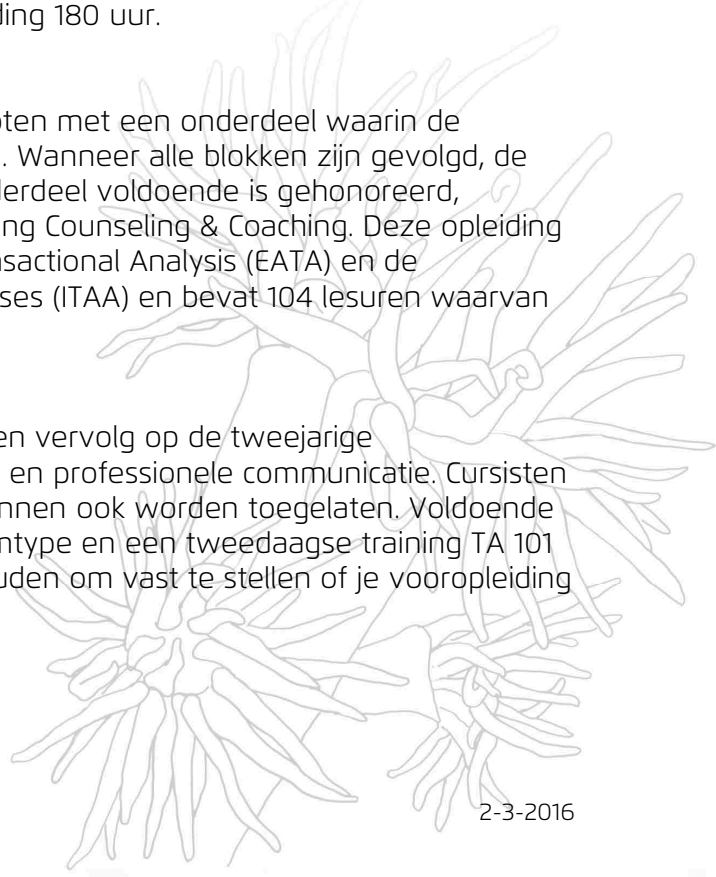 ding 180 uur.
oten met een onderdeel waarin de
. Wanneer alle blokken zijn gevolgd, de
derdeel voldoende is gehonoreerd,
ng Counseling & Coaching. Deze opleiding
nsactional Analysis (EATA) en de
ses (ITAA) en bevat 104 lesuren waarvan
en vervolg op de tweejarige
en professionele communicatie. Cursisten
nnen ook worden toegelaten. Voldoende
mtype en een tweedaagse training TA 101
uden om vast te stellen of je vooropleiding
2-3-2016